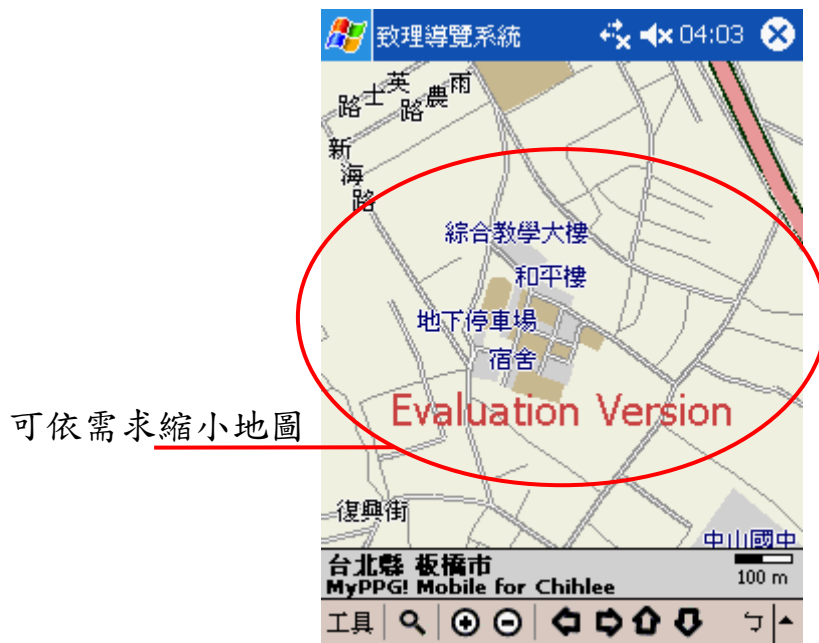 致理導覽系統 04:03
英士路
雨農路
新海路
綜合教學大樓
和平樓
地下停車場
宿舍
Evaluation Version
可依需求縮小地圖
復興街
中山國中
台北縣 板橋市
MyPPG! Mobile for Chihlee
100 m
工具
ㄅ